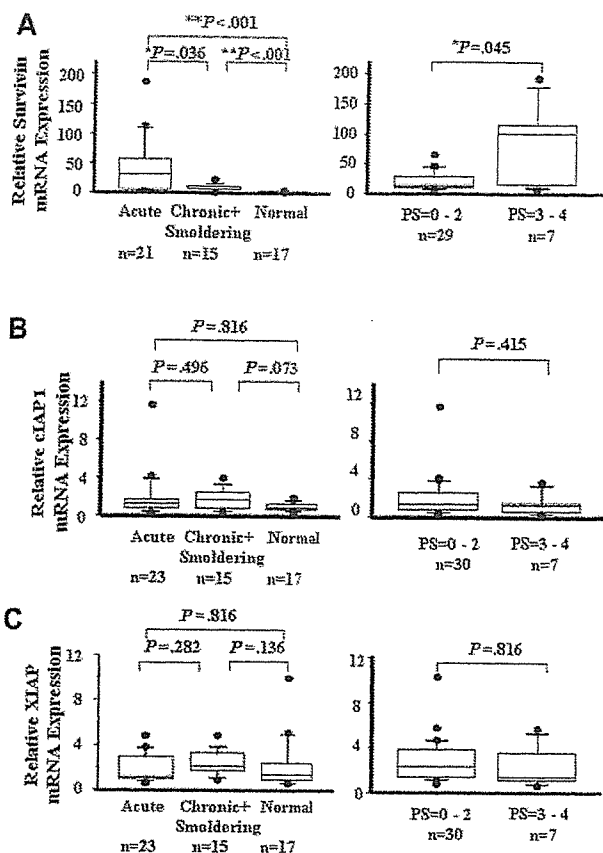 A
**P<.001
*P=.036 **P<.001
*P=.045
Relative Survivin
mRNA Expression
200
150
100
50
0
200
150
100
50
0
Acute Chronic+ Normal
Smoldering
n=21 n=15 n=17
PS=0 - 2 PS=3 - 4
n=29 n=7
B
P=.816
P=.496 P=.073
P=.415
Relative cIAP1
mRNA Expression
12
8
4
0
12
8
4
0
Acute Chronic+ Normal
Smoldering
n=23 n=15 n=17
PS=0 - 2 PS=3 - 4
n=30 n=7
C
P=.816
P=.282 P=.136
P=.816
Relative XIAP
mRNA Expression
12
8
4
0
12
8
4
0
Acute Chronic+ Normal
Smoldering
n=23 n=15 n=17
PS=0 - 2 PS=3 - 4
n=30 n=7